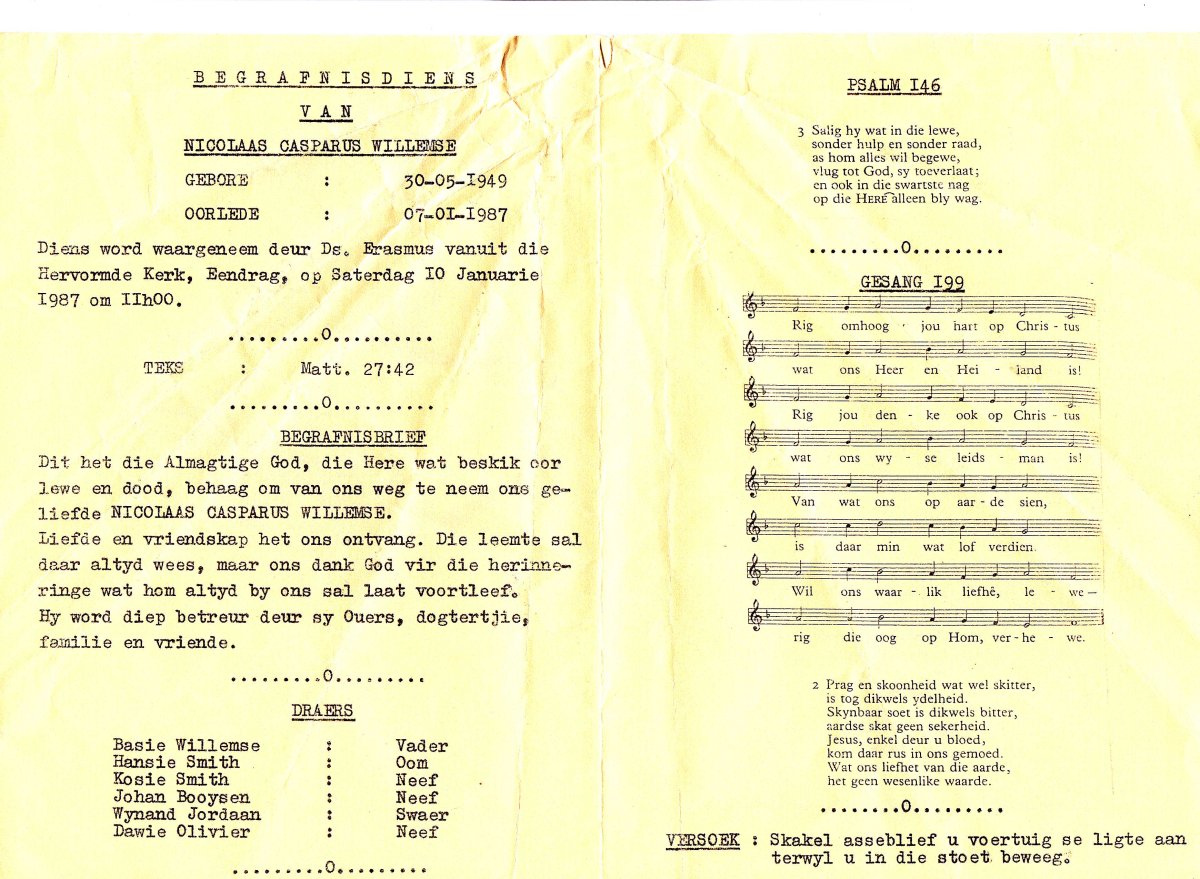 B E G R A F N I S D I E N S
V A N
NICOLAAS CASPARUS WILLEMSE
GEBORE : 30-05-1949
OORLEDE : 07-01-1987
Diens word waargeneem deur Ds. Erasmus vanuit die
Hervormde Kerk, Eendrag, op Saterdag 10 Januarie
1987 om 11h00.
.........0..........
TEKS : Matt. 27:42
.........0..........
BEGRAFNISBRIEF
Dit het die Almagtige God, die Here wat beskik oor
lewe en dood, behaag om van ons weg te neem ons ge-
liefde NICOLAAS CASPARUS WILLEMSE.
Liefde en vriendskap het ons ontvang. Die leemte sal
daar altyd wees, maar ons dank God vir die herinne-
ringe wat hom altyd by ons sal laat voortleef.
Hy word diep betreur deur sy Ouers, dogtertjie,
familie en vriende.
.........0.........
DRAERS
Basie Willemse : Vader
Hansie Smith : Oom
Kosie Smith : Neef
Johan Booysen : Neef
Wynand Jordaan : Swaer
Dawie Olivier : Neef
.........0.........
PSALM 146
3 Salig hy wat in die lewe,
sonder hulp en sonder raad,
as hom alles wil begewe,
vlug tot God, sy toeverlaat;
en ook in die swartste nag
op die HERE alleen bly wag.
.........0.........
GESANG 199
Rig omhoog jou hart op Chris - tus
wat ons Heer en Hei - land is!
Rig jou den - ke ook op Chris - tus
wat ons wy - se leids - man is!
Van wat ons op aar - de sien,
is daar min wat lof verdien.
Wil ons waar - lik liefhê, le - we —
rig die oog op Hom, ver - he - we.
2 Prag en skoonheid wat wel skitter,
is tog dikwels ydelheid.
Skynbaar soet is dikwels bitter,
aardse skat geen sekerheid.
Jesus, enkel deur u bloed,
kom daar rus in ons gemoed.
Wat ons liefhet van die aarde,
het geen wesenlike waarde.
........0.........
VERSOEK : Skakel asseblief u voertuig se ligte aan
terwyl u in die stoet beweeg.